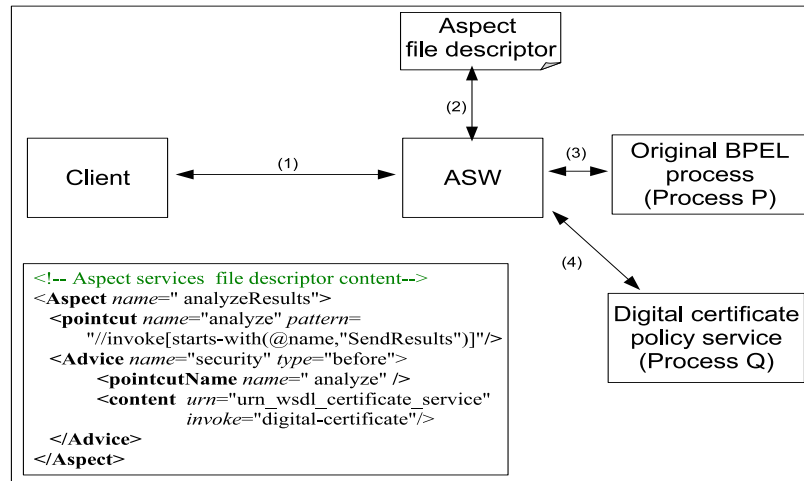 Aspect
file descriptor
(2)
(1)
(3)
Client
ASW
Original BPEL
process
(Process P)
(4)
Digital certificate
policy service
(Process Q)
<!-- Aspect services  file descriptor content-->
<Aspect name=" analyzeResults">
<pointcut name="analyze" pattern=
"//invoke[starts-with(@name,"SendResults")]"/>
<Advice name="security" type="before">
<pointcutName name=" analyze" />
<content  urn="urn_wsdl_certificate_service"
invoke="digital-certificate"/>
</Advice>
</Aspect>